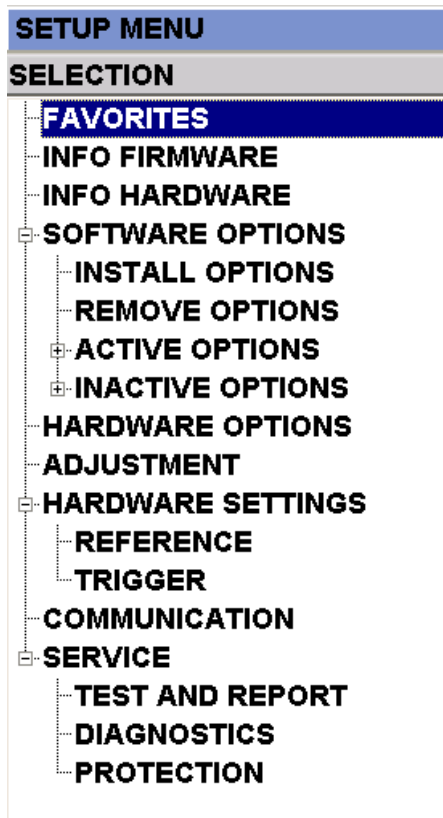 SETUP MENU
SELECTION
FAVORITES
INFO FIRMWARE
INFO HARDWARE
SOFTWARE OPTIONS
INSTALL OPTIONS
REMOVE OPTIONS
ACTIVE OPTIONS
INACTIVE OPTIONS
HARDWARE OPTIONS
ADJUSTMENT
HARDWARE SETTINGS
REFERENCE
TRIGGER
COMMUNICATION
SERVICE
TEST AND REPORT
DIAGNOSTICS
PROTECTION